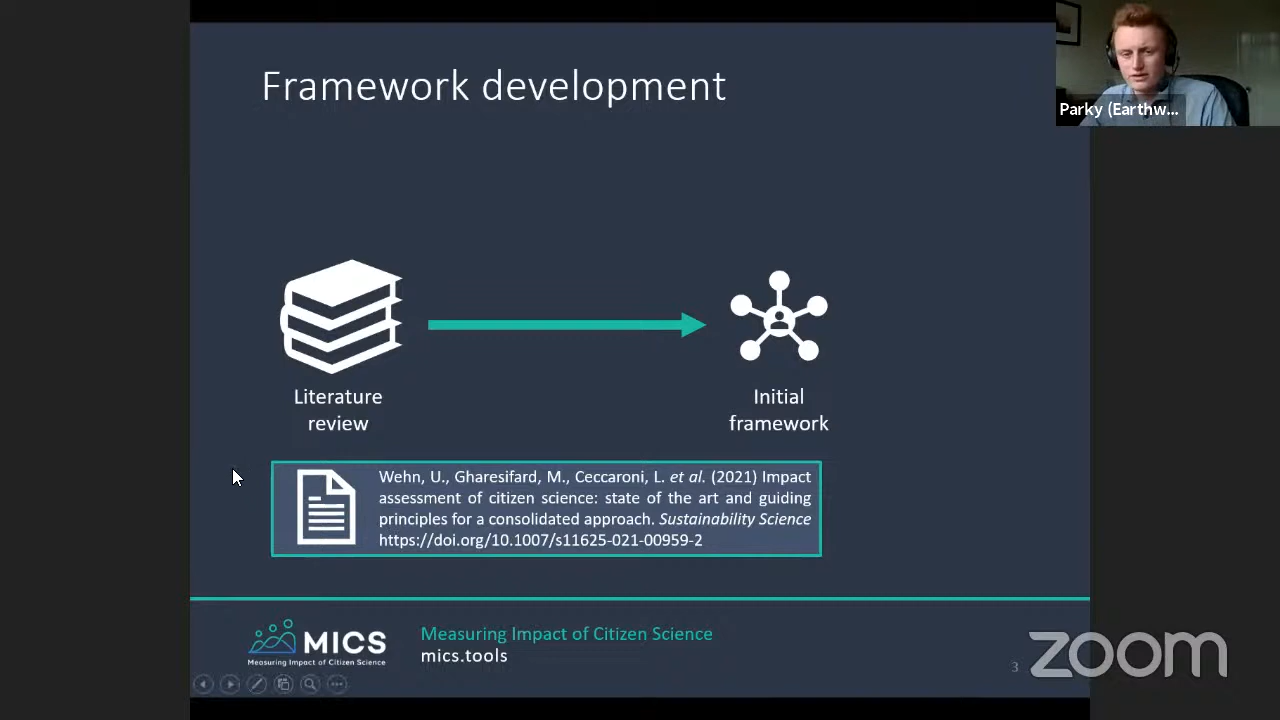 Framework development
Parky (Earthw...
Literature
review
Initial
framework
Wehn, U., Gharesifard, M., Ceccaroni, L. et al. (2021) Impact
assessment of citizen science: state of the art and guiding
principles for a consolidated approach. Sustainability Science
https://doi.org/10.1007/s11625-021-00959-2
MICS
Measuring Impact of Citizen Science
Measuring Impact of Citizen Science
mics.tools
3
zoom